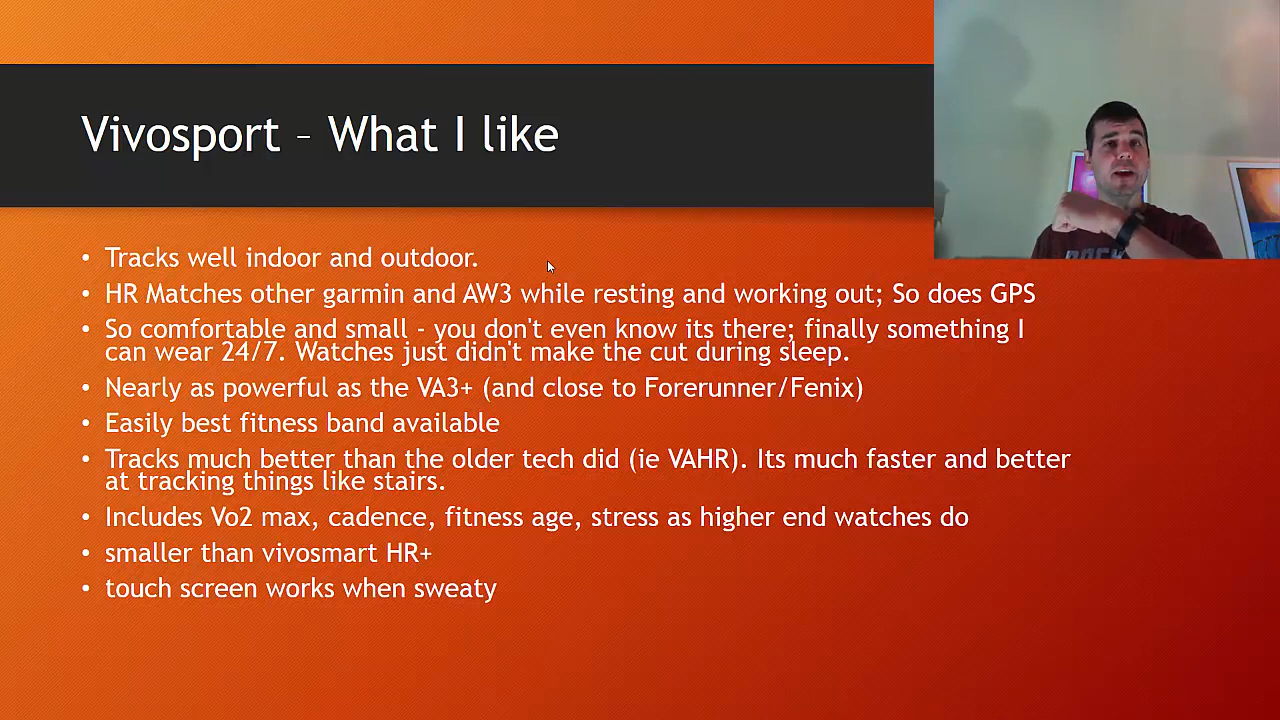 Vivosport – What I like
• Tracks well indoor and outdoor.
• HR Matches other garmin and AW3 while resting and working out; So does GPS
• So comfortable and small - you don't even know its there; finally something I
can wear 24/7. Watches just didn't make the cut during sleep.
• Nearly as powerful as the VA3+ (and close to Forerunner/Fenix)
• Easily best fitness band available
• Tracks much better than the older tech did (ie VAHR). Its much faster and better
at tracking things like stairs.
• Includes Vo2 max, cadence, fitness age, stress as higher end watches do
• smaller than vivosmart HR+
• touch screen works when sweaty